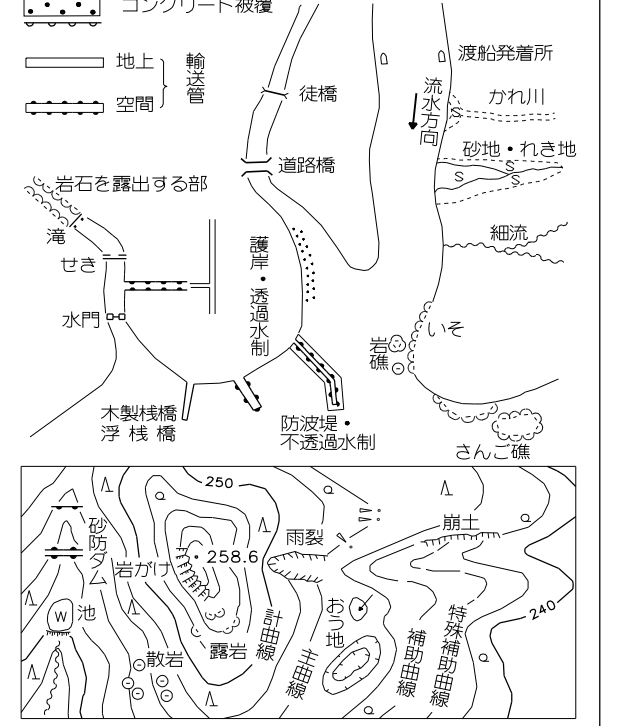 コンクリート被覆
地上
空間
輸送管
徒橋
道路橋
渡船発着所
流水方向
かれ川
砂地・れき地
細流
岩石を露出する部
滝
せき
水門
護岸・透過水制
いそ
岩礁
木製桟橋
浮桟橋
防波堤・
不透過水制
さんご礁
250
砂防ダム
雨裂
崩土
岩がけ
258.6
池
W
計曲線
おう地
特殊補助曲線
240
散岩
露岩
主曲線
補助曲線